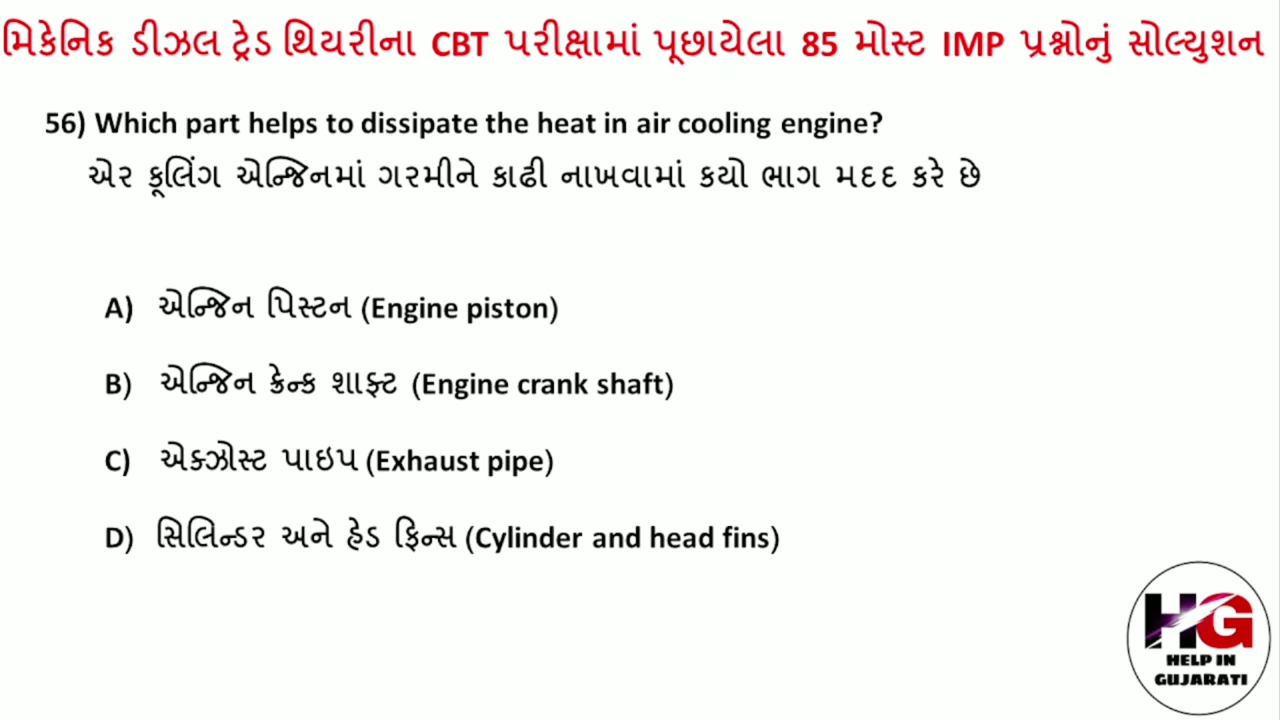 મિકેનિક ડીઝલ ટ્રેડ થિયરીના CBT પરીક્ષામાં પૂછાયેલા 85 મોસ્ટ IMP પ્રશ્નોનું સોલ્યુશન
56) Which part helps to dissipate the heat in air cooling engine?
એર કૂલિંગ એન્જિનમાં ગરમીને કાઢી નાખવામાં કયો ભાગ મદદ કરે છે
A) એન્જિન પિસ્ટન (Engine piston)
B) એન્જિન ક્રેન્ક શાફ્ટ (Engine crank shaft)
C) એક્ઝોસ્ટ પાઇપ (Exhaust pipe)
D) સિલિન્ડર અને હેડ ફિન્સ (Cylinder and head fins)
HG
HELP IN
GUJARATI